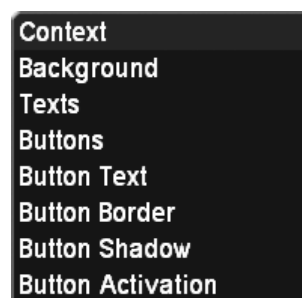 Context
Background
Texts
Buttons
Button Text
Button Border
Button Shadow
Button Activation